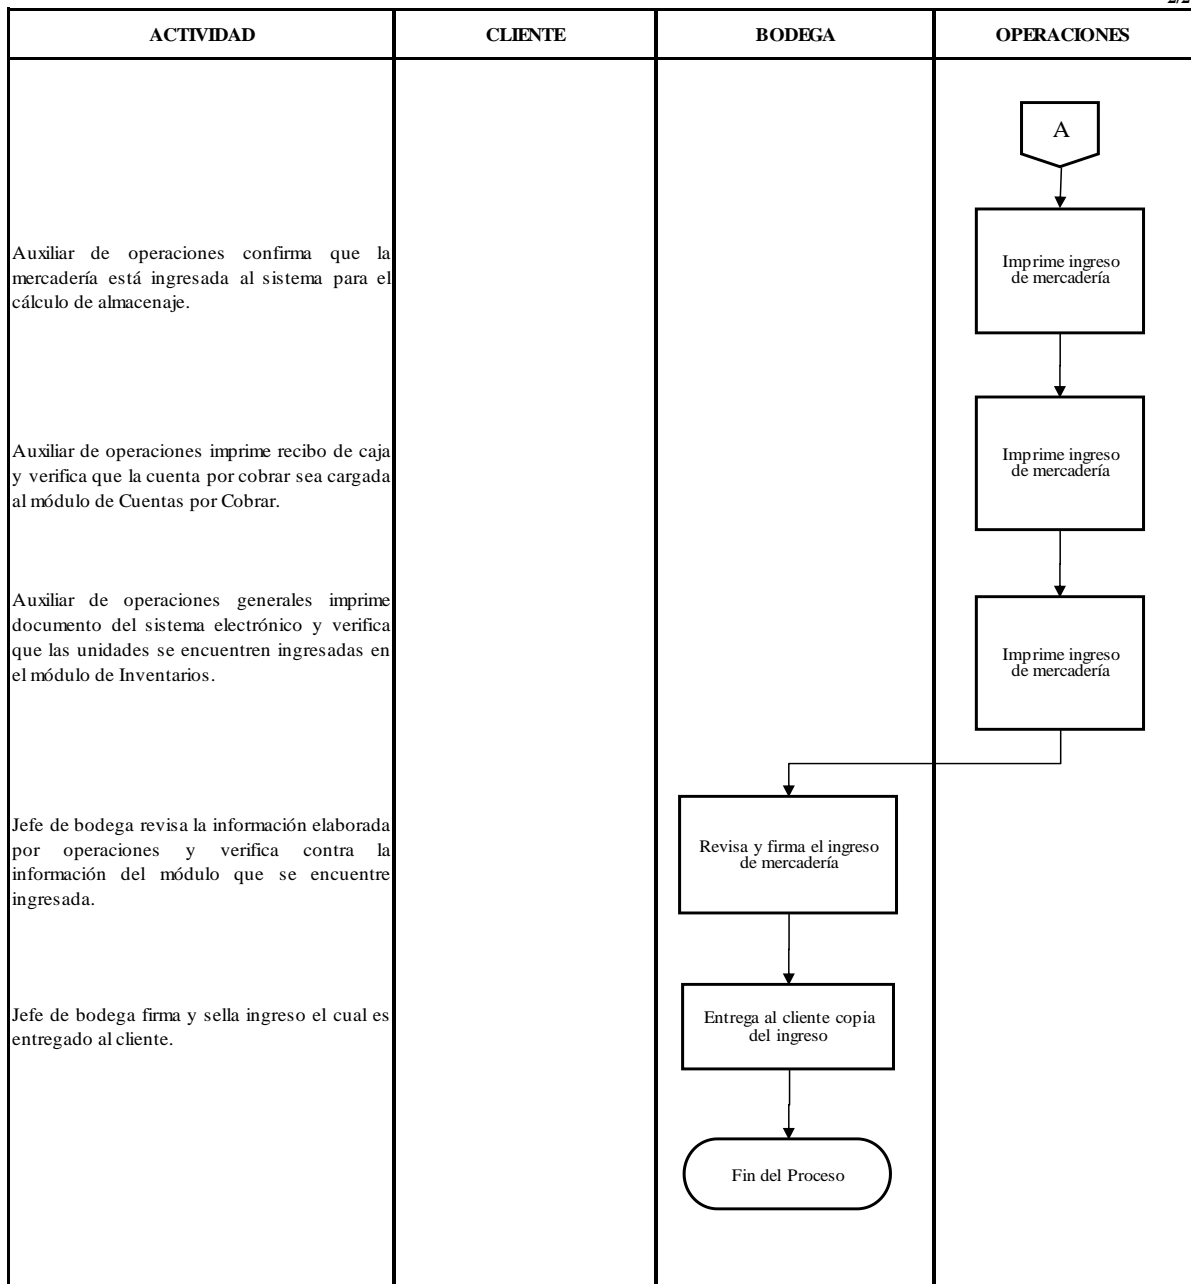 2/2
ACTIVIDAD
CLIENTE
BODEGA
OPERACIONES
A
Auxiliar de operaciones confirma que la
mercadería está ingresada al sistema para el
cálculo de almacenaje.
Imprime ingreso
de mercadería
Auxiliar de operaciones imprime recibo de caja
y verifica que la cuenta por cobrar sea cargada
al módulo de Cuentas por Cobrar.
Imprime ingreso
de mercadería
Auxiliar de operaciones generales imprime
documento del sistema electrónico y verifica
que las unidades se encuentren ingresadas en
el módulo de Inventarios.
Imprime ingreso
de mercadería
Jefe de bodega revisa la información elaborada
por operaciones y verifica contra la
información del módulo que se encuentre
ingresada.
Revisa y firma el ingreso
de mercadería
Jefe de bodega firma y sella ingreso el cual es
entregado al cliente.
Entrega al cliente copia
del ingreso
Fin del Proceso